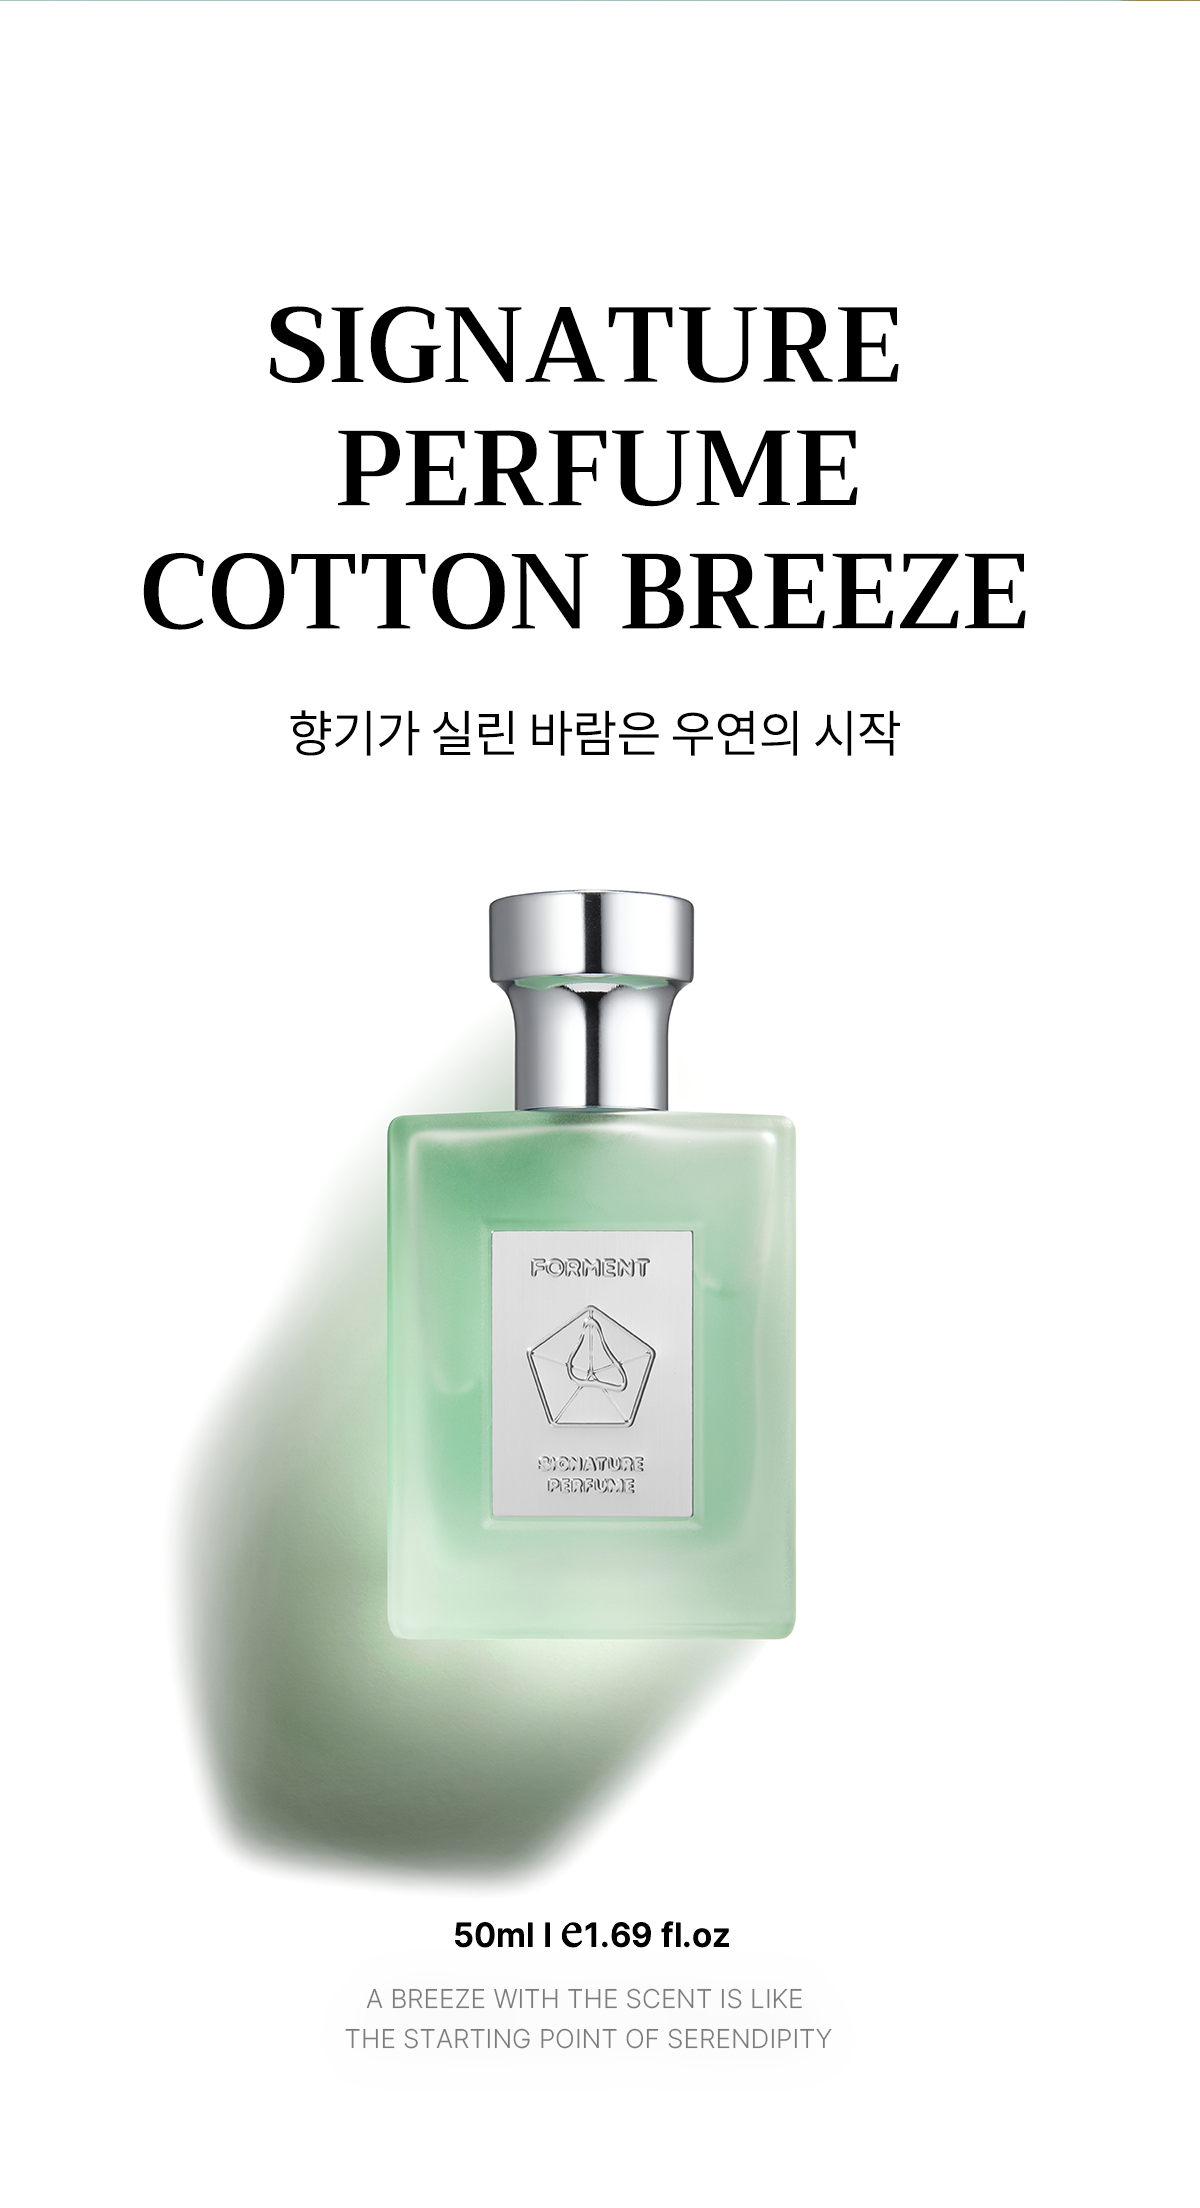 SIGNATURE
PERFUME
COTTON BREEZE
향기가 실린 바람은 우연의 시작
FORMENT
SIGNATURE
PERFUME
50ml l e1.69 fl.oz
A BREEZE WITH THE SCENT IS LIKE
THE STARTING POINT OF SERENDIPITY